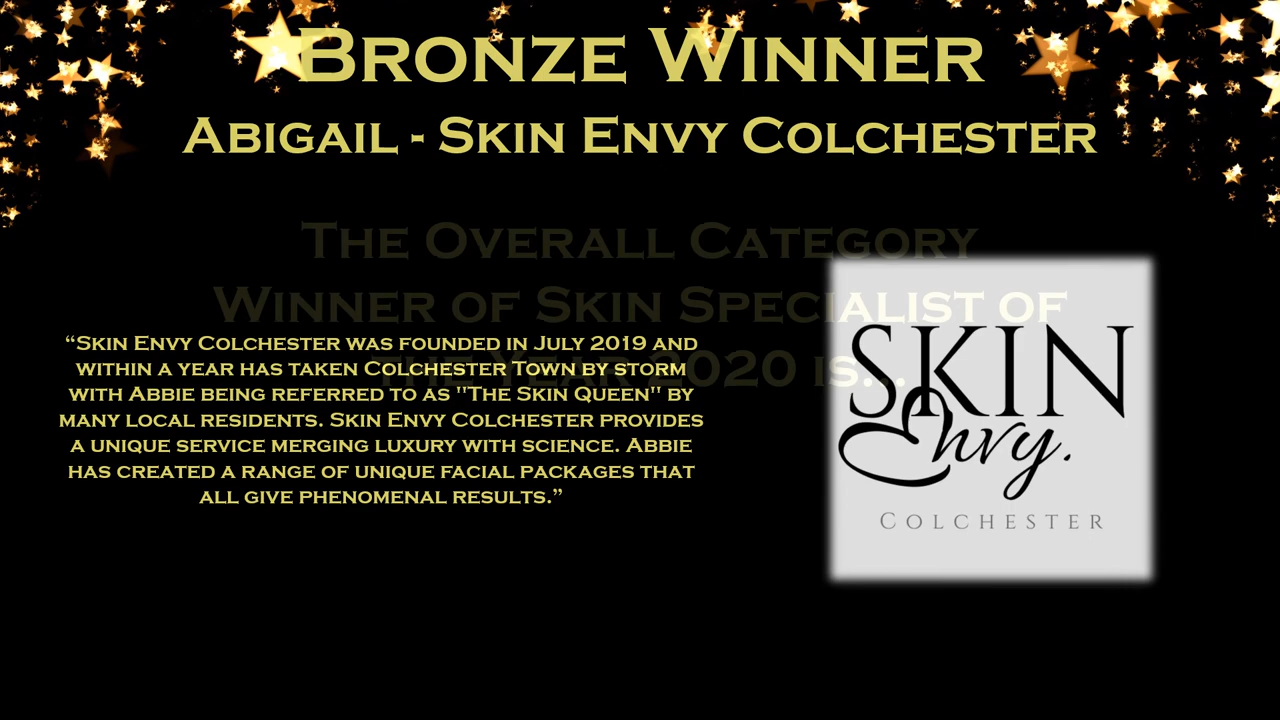 Bronze Winner
Abigail - Skin Envy Colchester
The Overall Category
Winner of Skin Specialist of
the Year 2020 is...
“Skin Envy Colchester was founded in July 2019 and
within a year has taken Colchester Town by storm
with Abbie being referred to as "The Skin Queen" by
many local residents. Skin Envy Colchester provides
a unique service merging luxury with science. Abbie
has created a range of unique facial packages that
all give phenomenal results.”
SKIN
Envy.
COLCHESTER